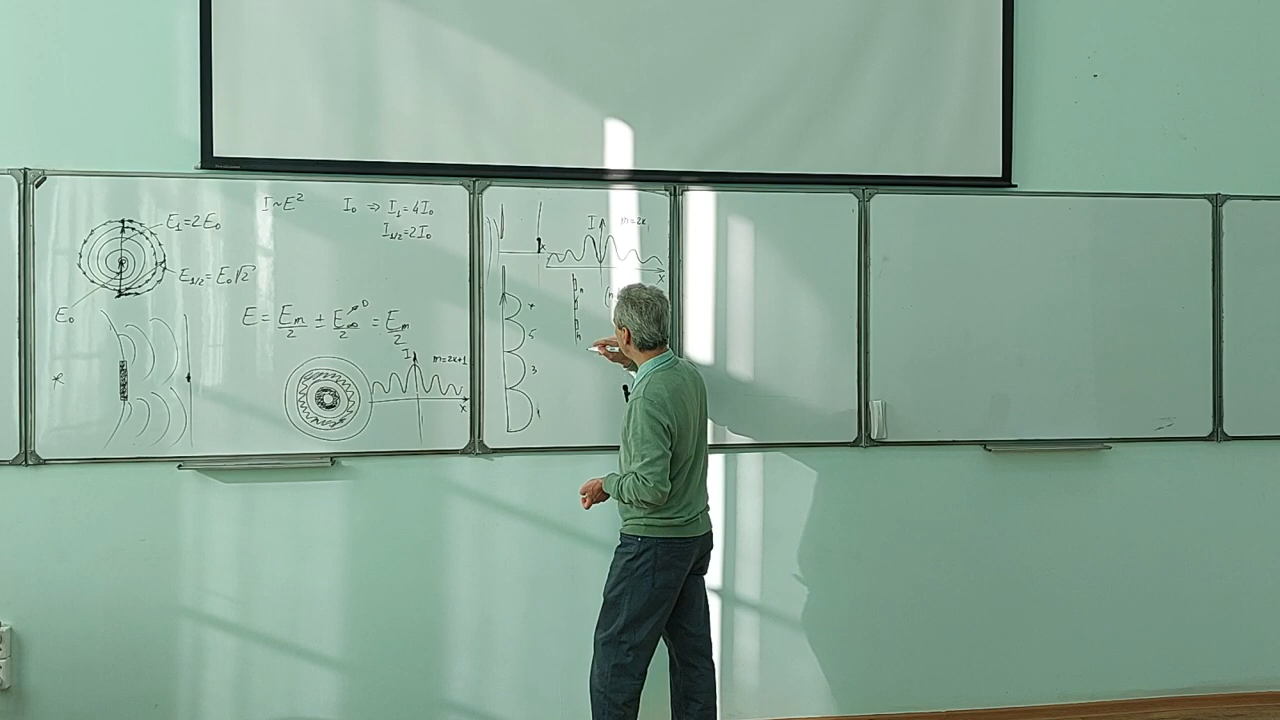 E₁=2E₀
E₁/₂=E₀√2
E₀
I~E²
I₀ ⇒ I₁=4I₀
I₁/₂=2I₀
E = Eₘ/2 ± E∞/2 ↗0 = Eₘ/2
I
m=2k+1
x
I
m=2k
x
x
5
3
1